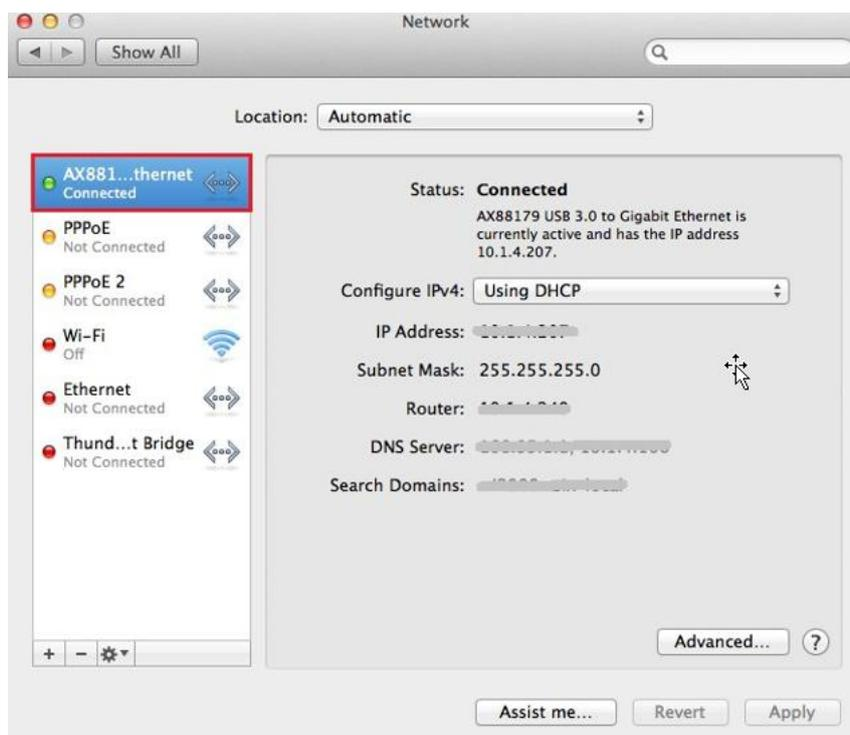 Network
Show All
Location: Automatic
AX881...thernet
Connected
PPPoE
Not Connected
PPPoE 2
Not Connected
Wi-Fi
Off
Ethernet
Not Connected
Thund...t Bridge
Not Connected
+ −
Status: Connected
AX88179 USB 3.0 to Gigabit Ethernet is
currently active and has the IP address
10.1.4.207.
Configure IPv4: Using DHCP
IP Address:
Subnet Mask: 255.255.255.0
Router:
DNS Server:
Search Domains:
Advanced... ?
Assist me... Revert Apply